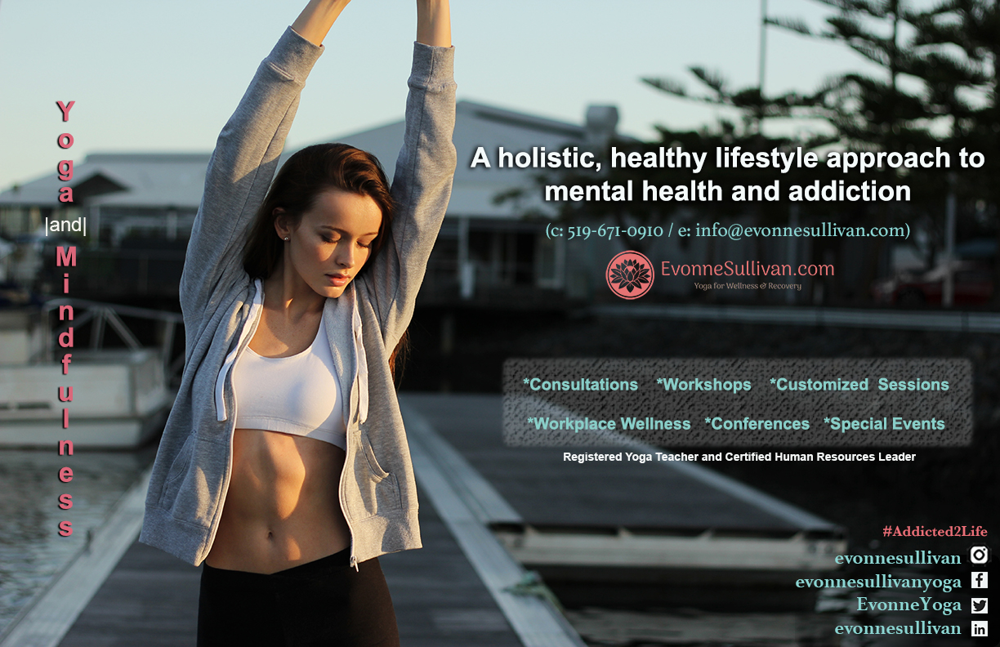 Yoga
|and|
Mindfulness
A holistic, healthy lifestyle approach to
mental health and addiction
(c: 519-671-0910 / e: info@evonnesullivan.com)
EvonneSullivan.com
Yoga for Wellness & Recovery
*Consultations *Workshops *Customized Sessions
*Workplace Wellness *Conferences *Special Events
Registered Yoga Teacher and Certified Human Resources Leader
#Addicted2Life
evonnesullivan
evonnesullivanyoga
EvonneYoga
evonnesullivan